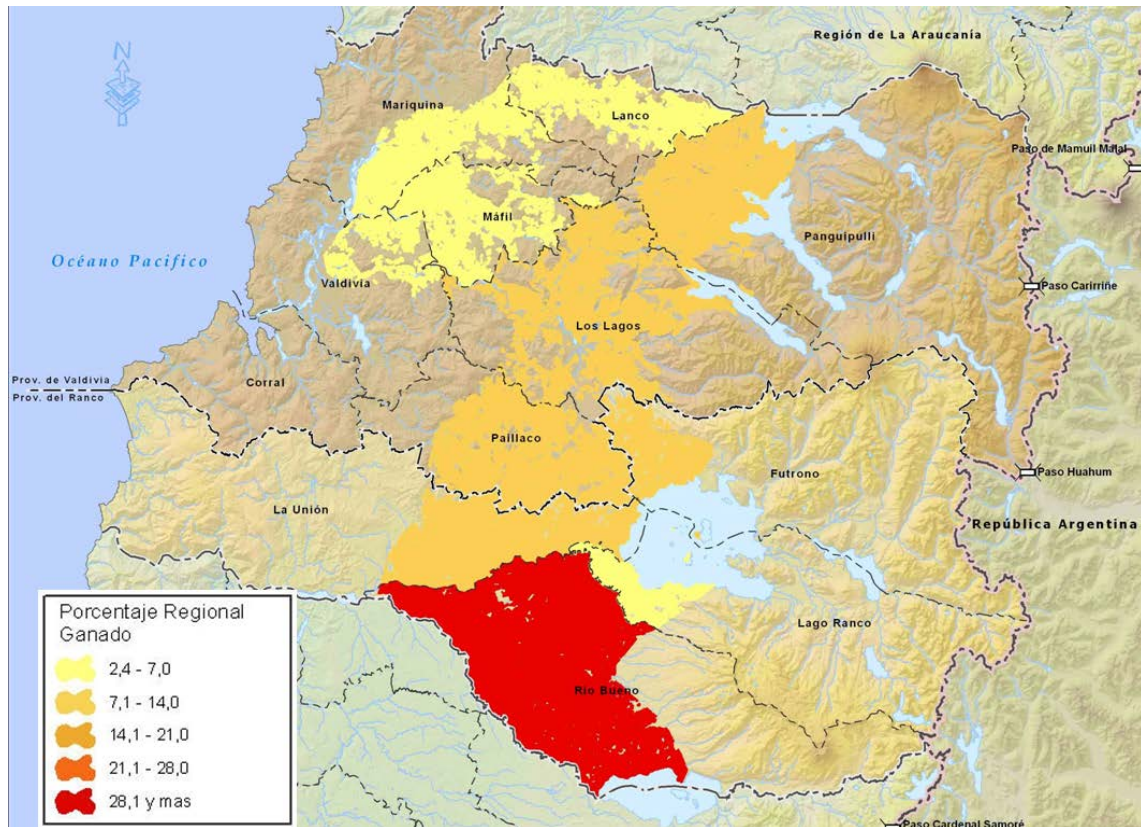 Región de La Araucanía
N
Mariquina
Lanco
Paso de Mamuil Malal
Máfil
Panguipulli
Océano Pacifico
Valdivia
Paso Carirriñe
Los Lagos
Prov. de Valdivia
Prov. del Ranco
Corral
Paillaco
Futrono
Paso Huahum
La Unión
República Argentina
Porcentaje Regional
Ganado
2,4 - 7,0
7,1 - 14,0
14,1 - 21,0
21,1 - 28,0
28,1 y mas
Lago Ranco
Río Bueno
Paso Cardenal Samoré